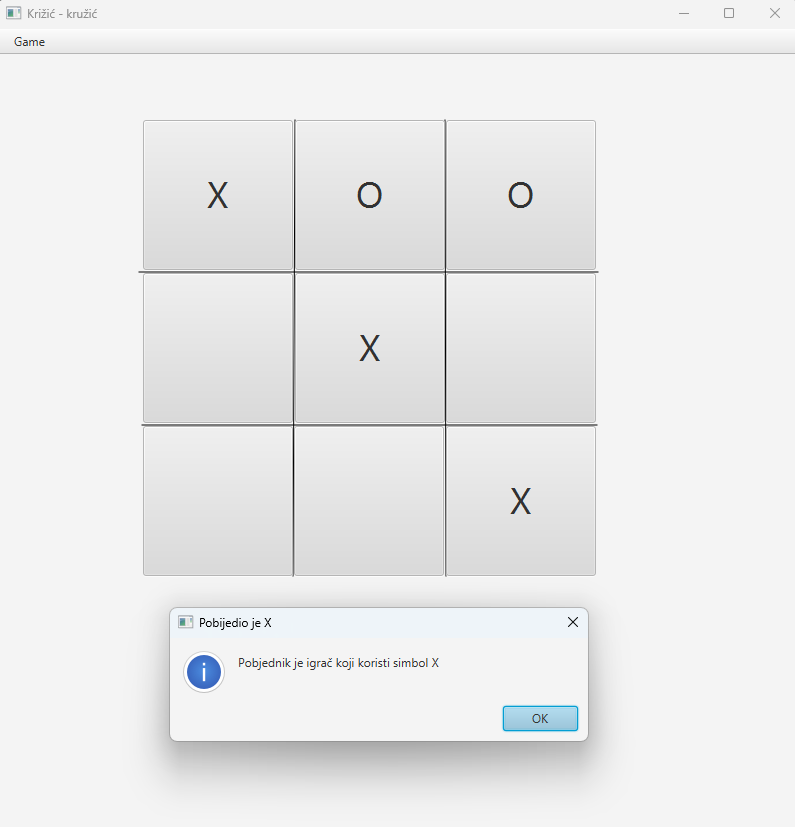 Križić - kružić
Game
X O O
X
X
Pobijedio je X
i
Pobjednik je igrač koji koristi simbol X
OK